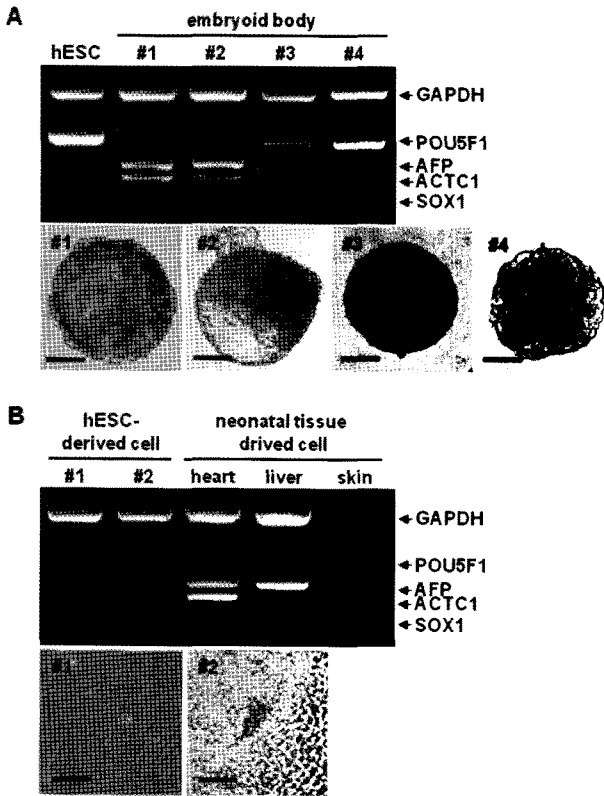 A
embryoid body
hESC #1 #2 #3 #4
GAPDH
POU5F1
AFP
ACTC1
SOX1
#1 #2 #3 #4
B
hESC-
derived cell
neonatal tissue
drived cell
#1 #2 heart liver skin
GAPDH
POU5F1
AFP
ACTC1
SOX1
#1 #2